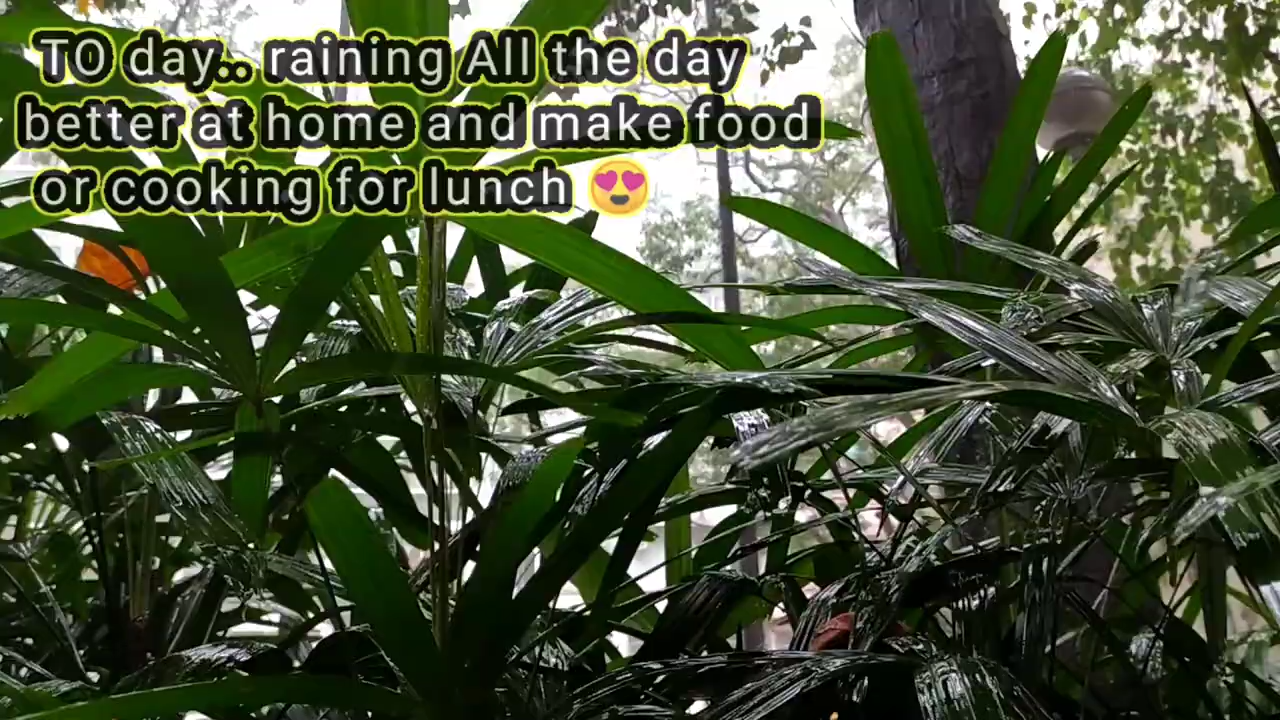 TO day.. raining All the day
better at home and make food
or cooking for lunch 😍